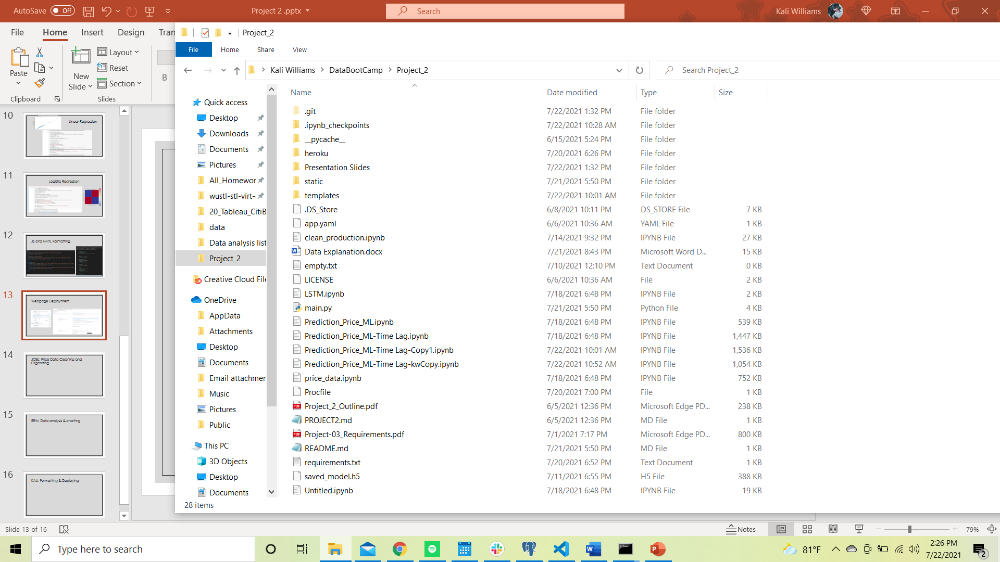 AutoSave Off Project 2 .pptx Search Kali Williams
File Home Insert Design Tran
Paste New Slide Layout Reset Section B
Clipboard Slides
Project_2
File Home Share View
Kali Williams DataBootCamp Project_2 Search Project_2
Quick access
Desktop
Downloads
Documents
Pictures
All_Homewor
wustl-stl-virt-
20_Tableau_CitiB
data
Data analysis list
Project_2
Creative Cloud File
OneDrive
AppData
Attachments
Desktop
Documents
Email attachmen
Music
Pictures
Public
This PC
3D Objects
Desktop
Documents
Name Date modified Type Size
.git 7/22/2021 1:32 PM File folder
.ipynb_checkpoints 7/22/2021 10:28 AM File folder
__pycache__ 6/15/2021 5:24 PM File folder
heroku 7/20/2021 6:26 PM File folder
Presentation Slides 7/22/2021 1:32 PM File folder
static 7/21/2021 5:50 PM File folder
templates 7/22/2021 10:01 AM File folder
.DS_Store 6/8/2021 10:11 PM DS_STORE File 7 KB
app.yaml 6/6/2021 10:36 AM YAML File 1 KB
clean_production.ipynb 7/14/2021 9:32 PM IPYNB File 27 KB
Data Explanation.docx 7/21/2021 8:43 PM Microsoft Word D... 15 KB
empty.txt 7/10/2021 12:10 PM Text Document 0 KB
LICENSE 6/6/2021 10:36 AM File 2 KB
LSTM.ipynb 7/18/2021 6:48 PM IPYNB File 2 KB
main.py 7/21/2021 5:50 PM Python File 4 KB
Prediction_Price_ML.ipynb 7/18/2021 6:48 PM IPYNB File 539 KB
Prediction_Price_ML-Time Lag.ipynb 7/18/2021 6:48 PM IPYNB File 1,447 KB
Prediction_Price_ML-Time Lag-Copy1.ipynb 7/22/2021 10:01 AM IPYNB File 1,536 KB
Prediction_Price_ML-Time Lag-kwCopy.ipynb 7/22/2021 10:52 AM IPYNB File 1,054 KB
price_data.ipynb 7/18/2021 6:48 PM IPYNB File 752 KB
Procfile 7/20/2021 7:00 PM File 1 KB
Project_2_Outline.pdf 6/5/2021 12:36 PM Microsoft Edge PD... 238 KB
PROJECT2.md 6/5/2021 12:36 PM MD File 1 KB
Project-03_Requirements.pdf 7/1/2021 7:17 PM Microsoft Edge PD... 800 KB
README.md 7/21/2021 5:50 PM MD File 1 KB
requirements.txt 7/20/2021 6:52 PM Text Document 1 KB
saved_model.h5 7/11/2021 6:55 PM H5 File 388 KB
Untitled.ipynb 7/18/2021 6:48 PM IPYNB File 19 KB
28 items
10 Linear Regression
11 Logistic Regression
12 JS and HMTL Formatting
13 Webpage Deployment
14 JOEL: Price Data Cleaning and
Organizing
15 ERIN: Data analysis & charting
16 KALI: Formatting & Deploying
Slide 13 of 16 Notes 79%
Type here to search 81°F 2:26 PM
7/22/2021 2